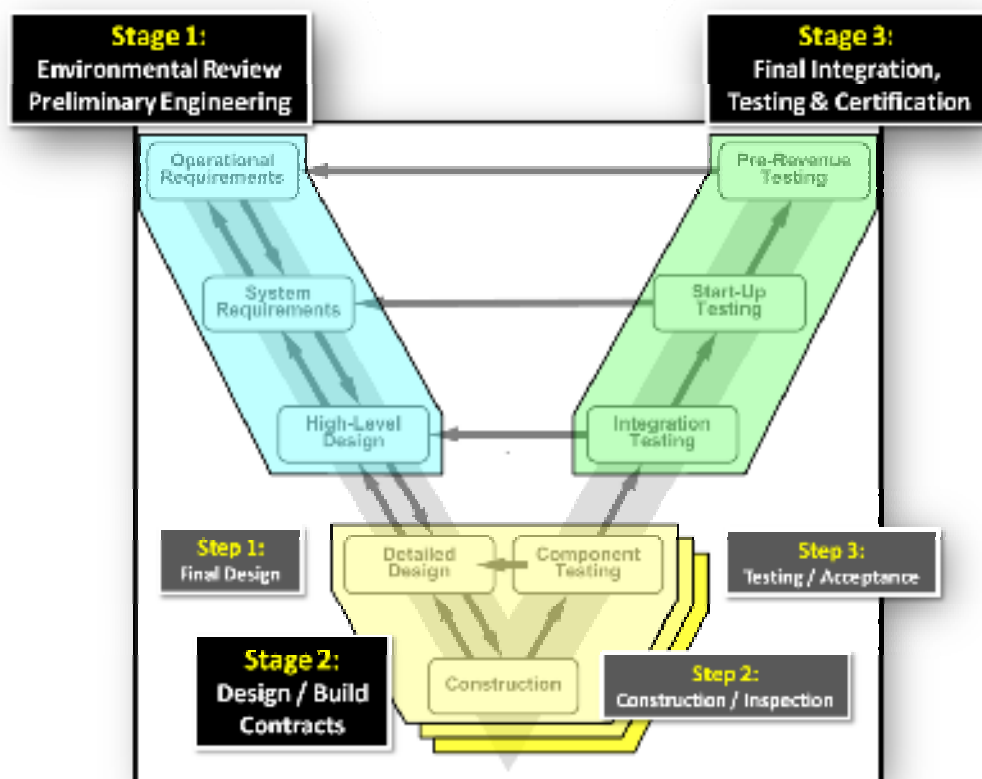 Stage 1:
Environmental Review
Preliminary Engineering
Stage 3:
Final Integration,
Testing & Certification
Operational
Requirements
Pre-Revenue
Testing
System
Requirements
Start-Up
Testing
High-Level
Design
Integration
Testing
Step 1:
Final Design
Detailed
Design
Component
Testing
Step 3:
Testing / Acceptance
Stage 2:
Design / Build
Contracts
Construction
Step 2:
Construction / Inspection